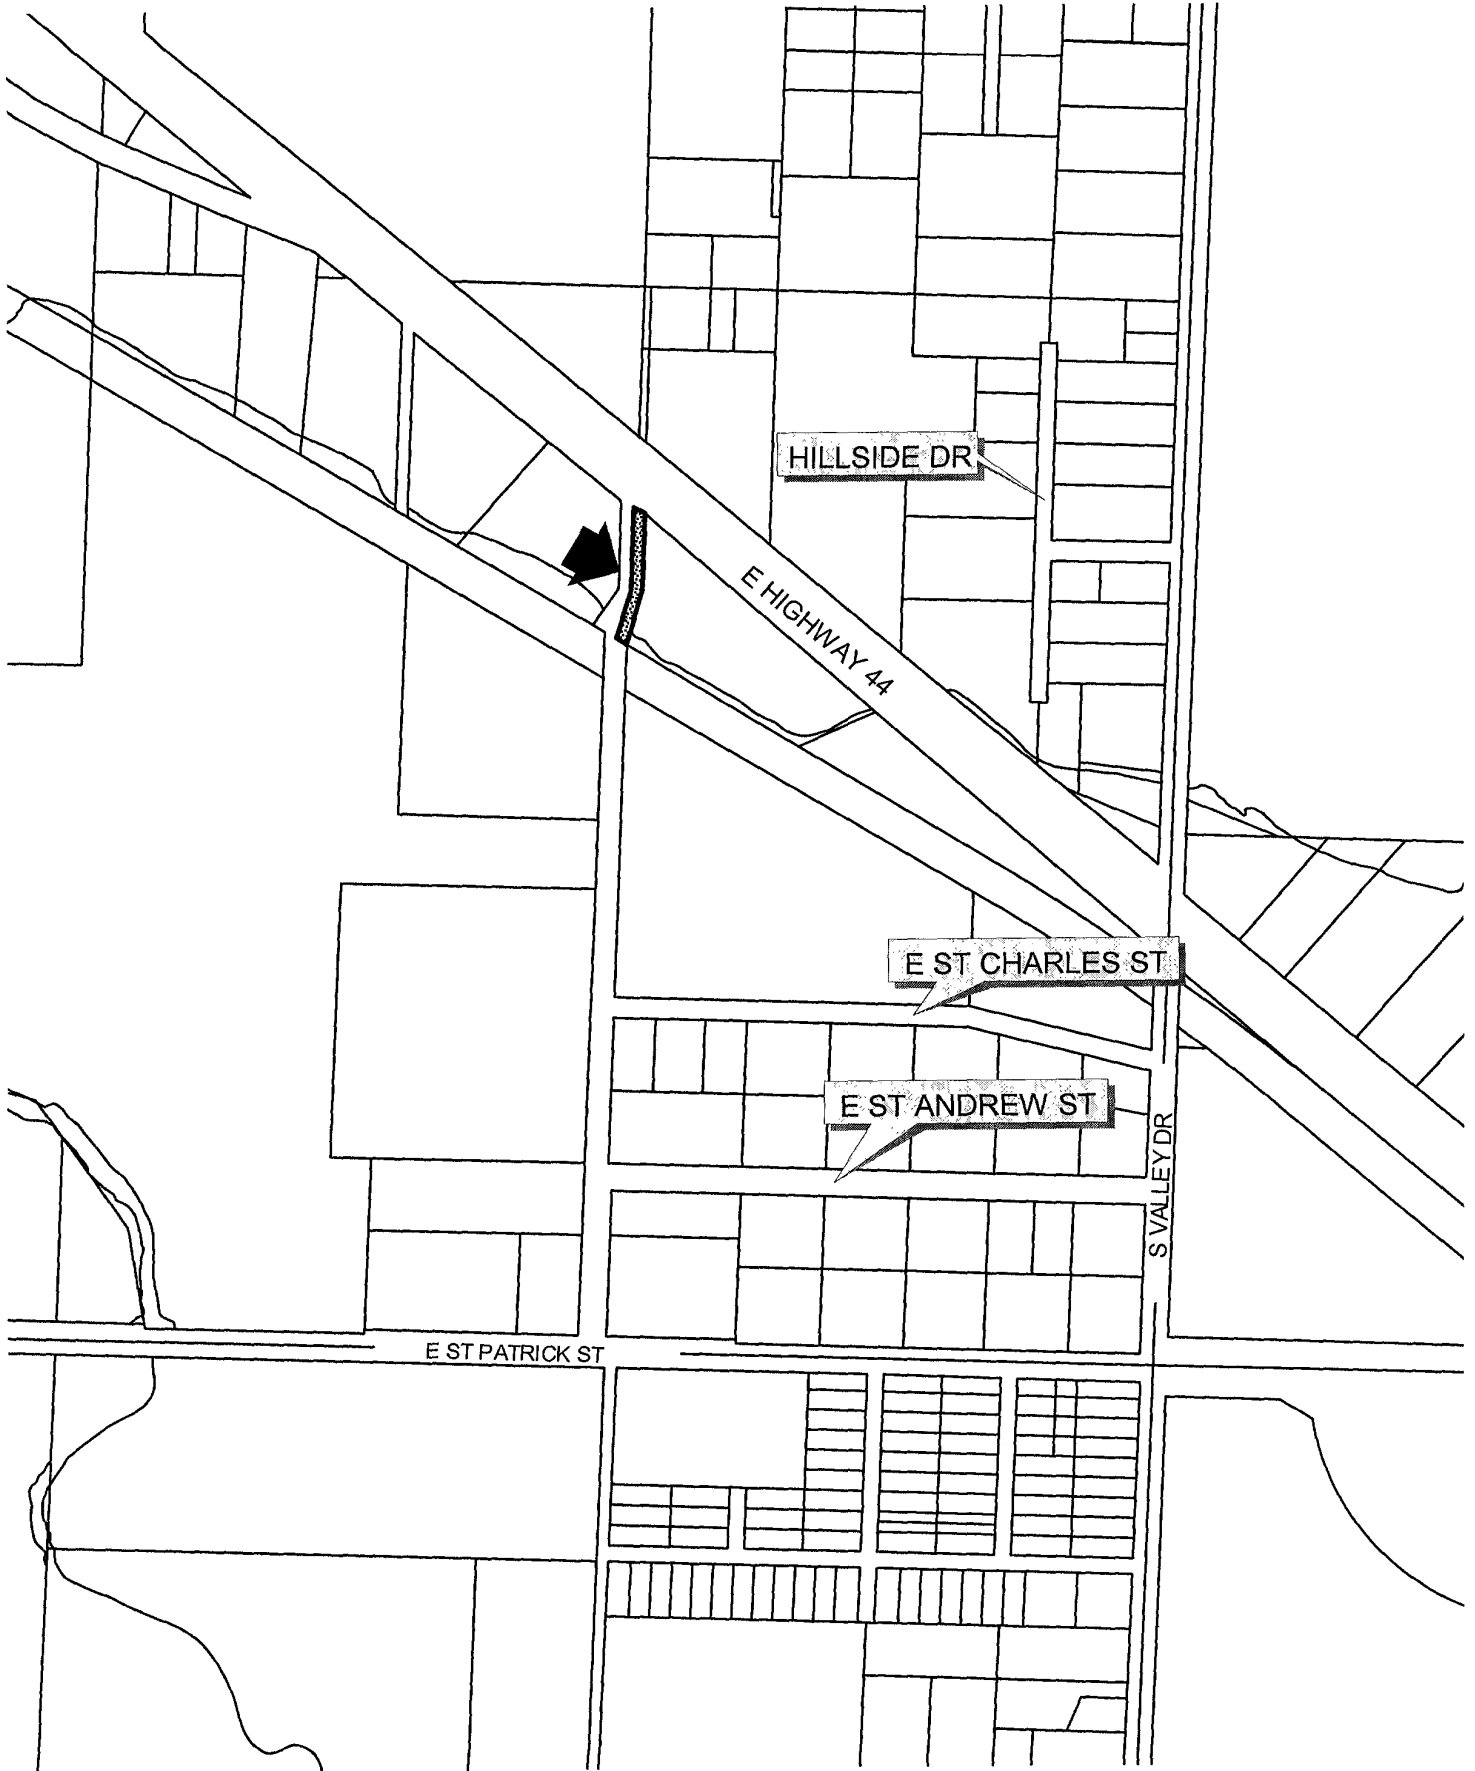 HILLSIDE DR
E HIGHWAY 44
E ST CHARLES ST
E ST ANDREW ST
S VALLEY DR
E ST PATRICK ST